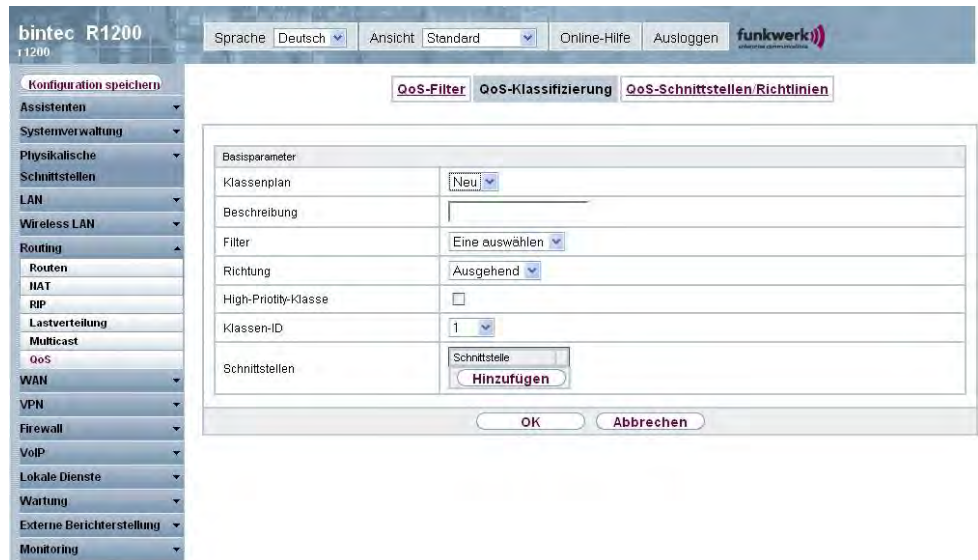 bintec R1200
r1200
Sprache Deutsch Ansicht Standard Online-Hilfe Ausloggen funkwerk
Konfiguration speichern
Assistenten
Systemverwaltung
Physikalische
Schnittstellen
LAN
Wireless LAN
Routing
Routen
NAT
RIP
Lastverteilung
Multicast
QoS
WAN
VPN
Firewall
VoIP
Lokale Dienste
Wartung
Externe Berichterstellung
Monitoring
QoS-Filter QoS-Klassifizierung QoS-Schnittstellen/Richtlinien
Basisparameter
Klassenplan Neu
Beschreibung
Filter Eine auswählen
Richtung Ausgehend
High-Priotity-Klasse
Klassen-ID 1
Schnittstellen Schnittstelle
Hinzufügen
OK Abbrechen